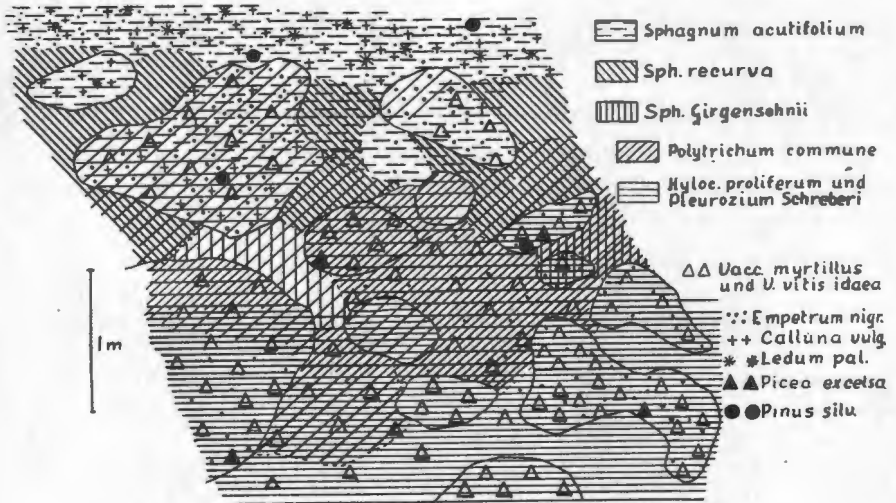 Sphagnum acutifolium
Sph. recurva
Sph. Girgensohnii
Polytrichum commune
Hyloc. proliferum und
Pleurozium Schreberi
Vacc. myrtillus
und V. vitis idaea
Empetrum nigr.
Calluna vulg.
Ledum pal.
Picea excelsa
Pinus silv.
1m